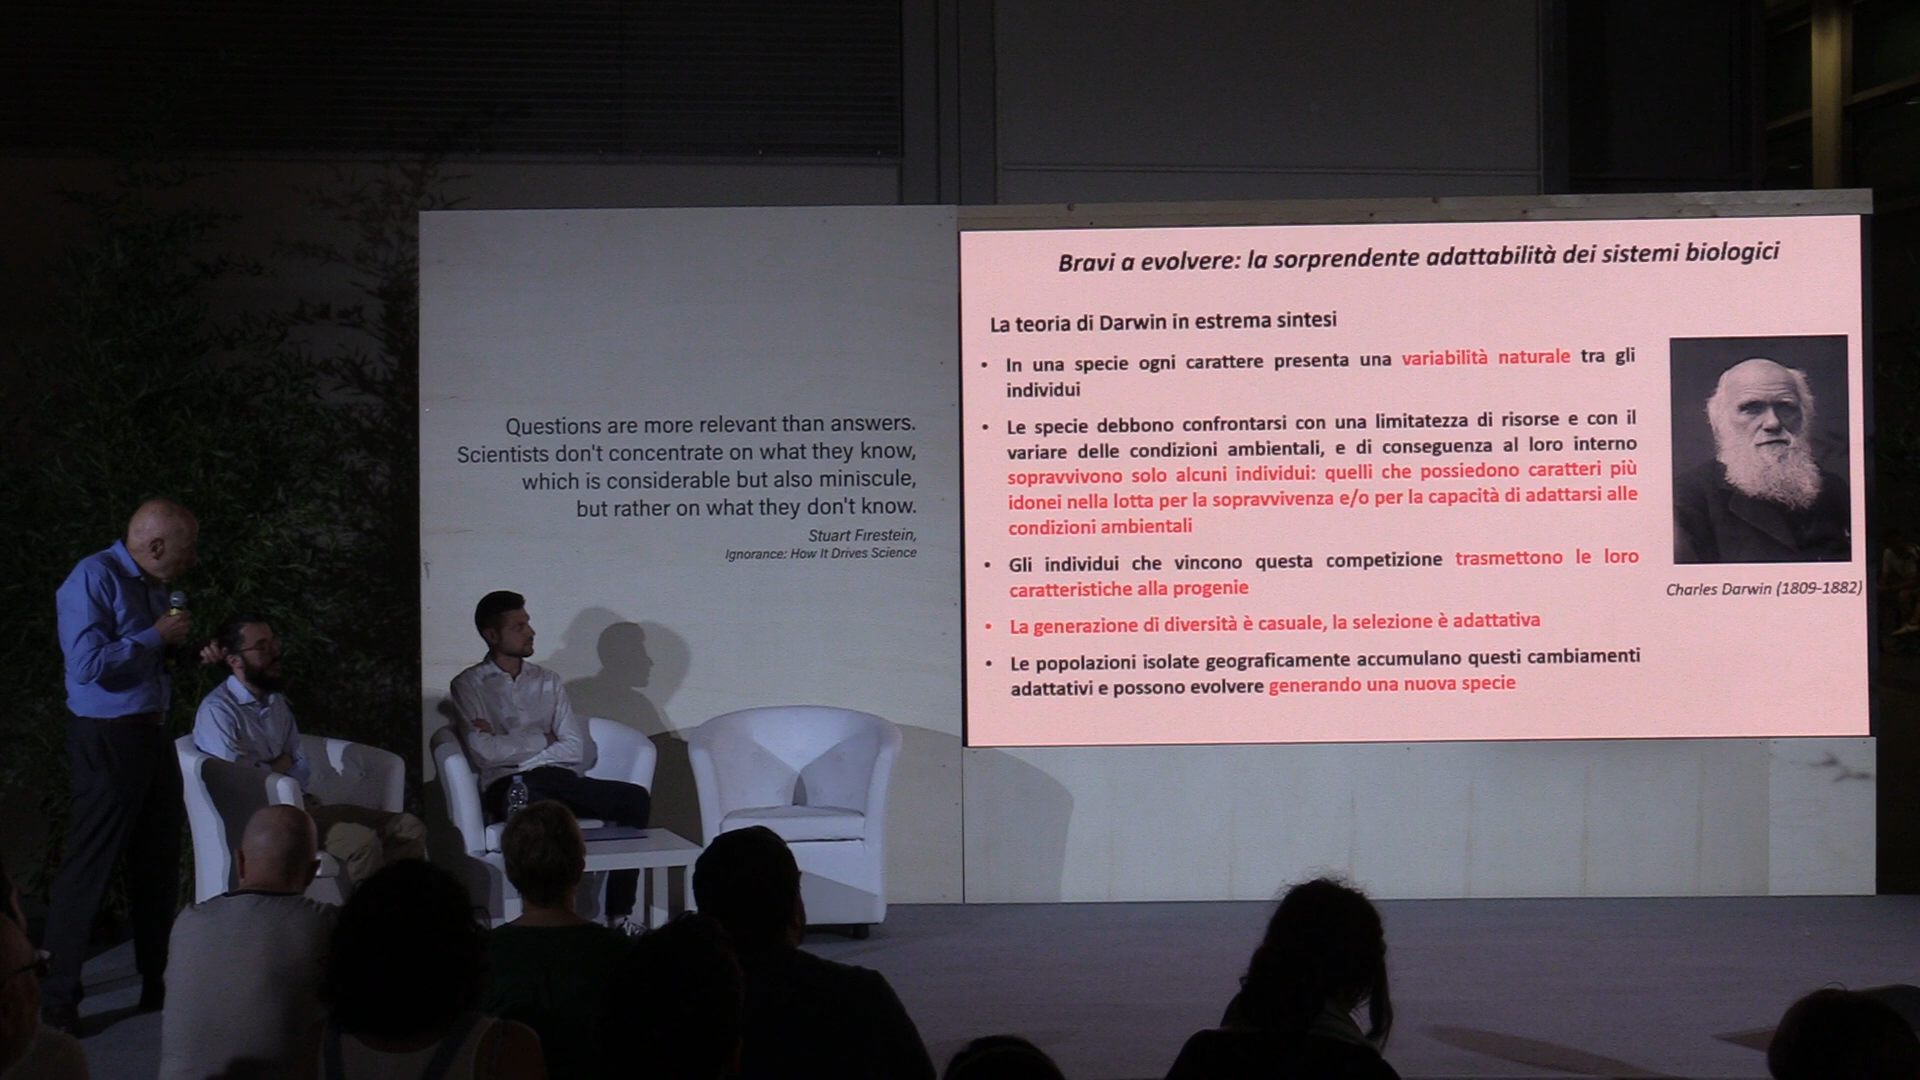 Questions are more relevant than answers.
Scientists don't concentrate on what they know,
which is considerable but also miniscule,
but rather on what they don't know.
Stuart Firestein,
Ignorance: How It Drives Science
Bravi a evolvere: la sorprendente adattabilità dei sistemi biologici
La teoria di Darwin in estrema sintesi
• In una specie ogni carattere presenta una variabilità naturale tra gli
individui
• Le specie debbono confrontarsi con una limitatezza di risorse e con il
variare delle condizioni ambientali, e di conseguenza al loro interno
sopravvivono solo alcuni individui: quelli che possiedono caratteri più
idonei nella lotta per la sopravvivenza e/o per la capacità di adattarsi alle
condizioni ambientali
• Gli individui che vincono questa competizione trasmettono le loro
caratteristiche alla progenie
• La generazione di diversità è casuale, la selezione è adattativa
• Le popolazioni isolate geograficamente accumulano questi cambiamenti
adattativi e possono evolvere generando una nuova specie
Charles Darwin (1809-1882)